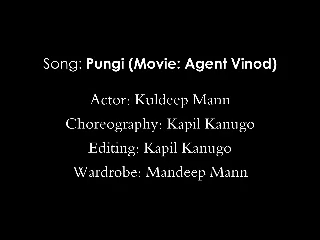 Song: Pungi (Movie: Agent Vinod)
Actor: Kuldeep Mann
Choreography: Kapil Kanugo
Editing: Kapil Kanugo
Wardrobe: Mandeep Mann